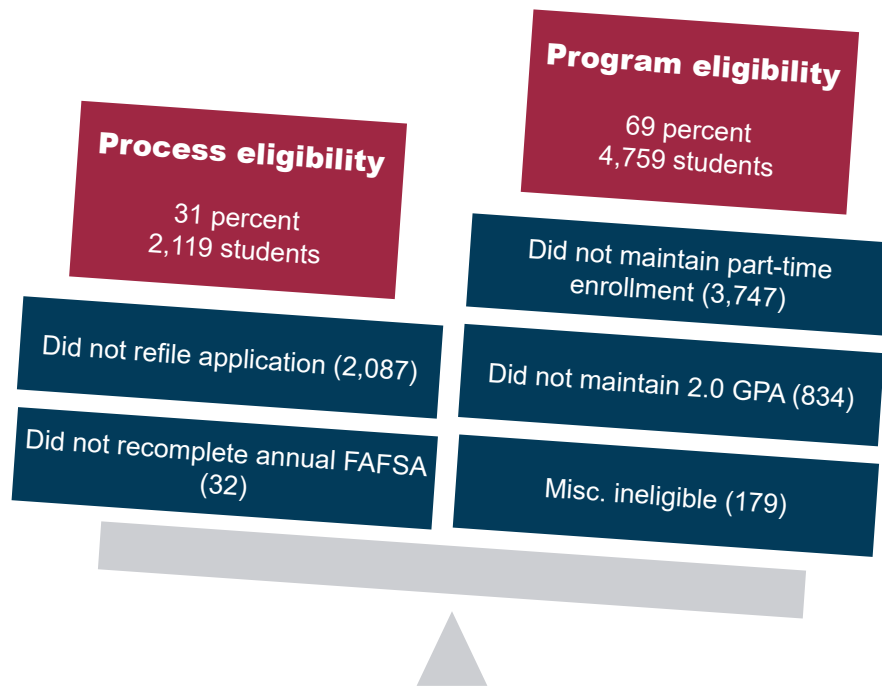 Process eligibility
31 percent
2,119 students
Did not refile application (2,087)
Did not recomplete annual FAFSA
(32)
Program eligibility
69 percent
4,759 students
Did not maintain part-time
enrollment (3,747)
Did not maintain 2.0 GPA (834)
Misc. ineligible (179)